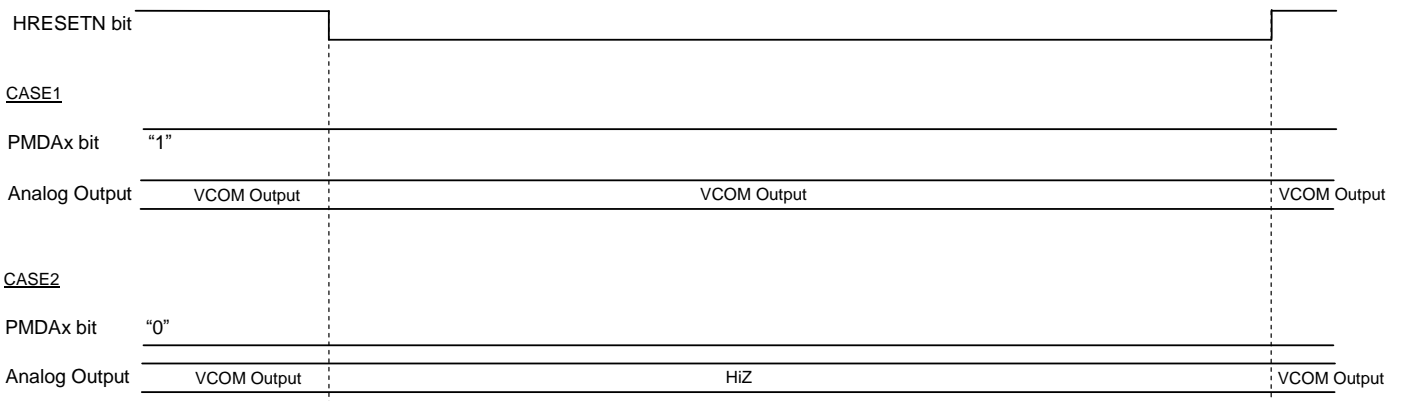 HRESETN bit
CASE1
PMDAx bit “1”
Analog Output VCOM Output VCOM Output VCOM Output
CASE2
PMDAx bit “0”
Analog Output VCOM Output HiZ VCOM Output